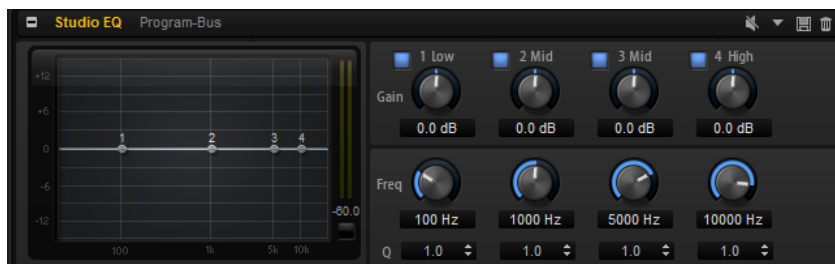 Studio EQ Program-Bus
1 Low 2 Mid 3 Mid 4 High
+12
+6
0
-6
-12
1 2 3 4
100 1k 5k 10k
-60.0
Gain
0.0 dB 0.0 dB 0.0 dB 0.0 dB
Freq
100 Hz 1000 Hz 5000 Hz 10000 Hz
Q 1.0 1.0 1.0 1.0